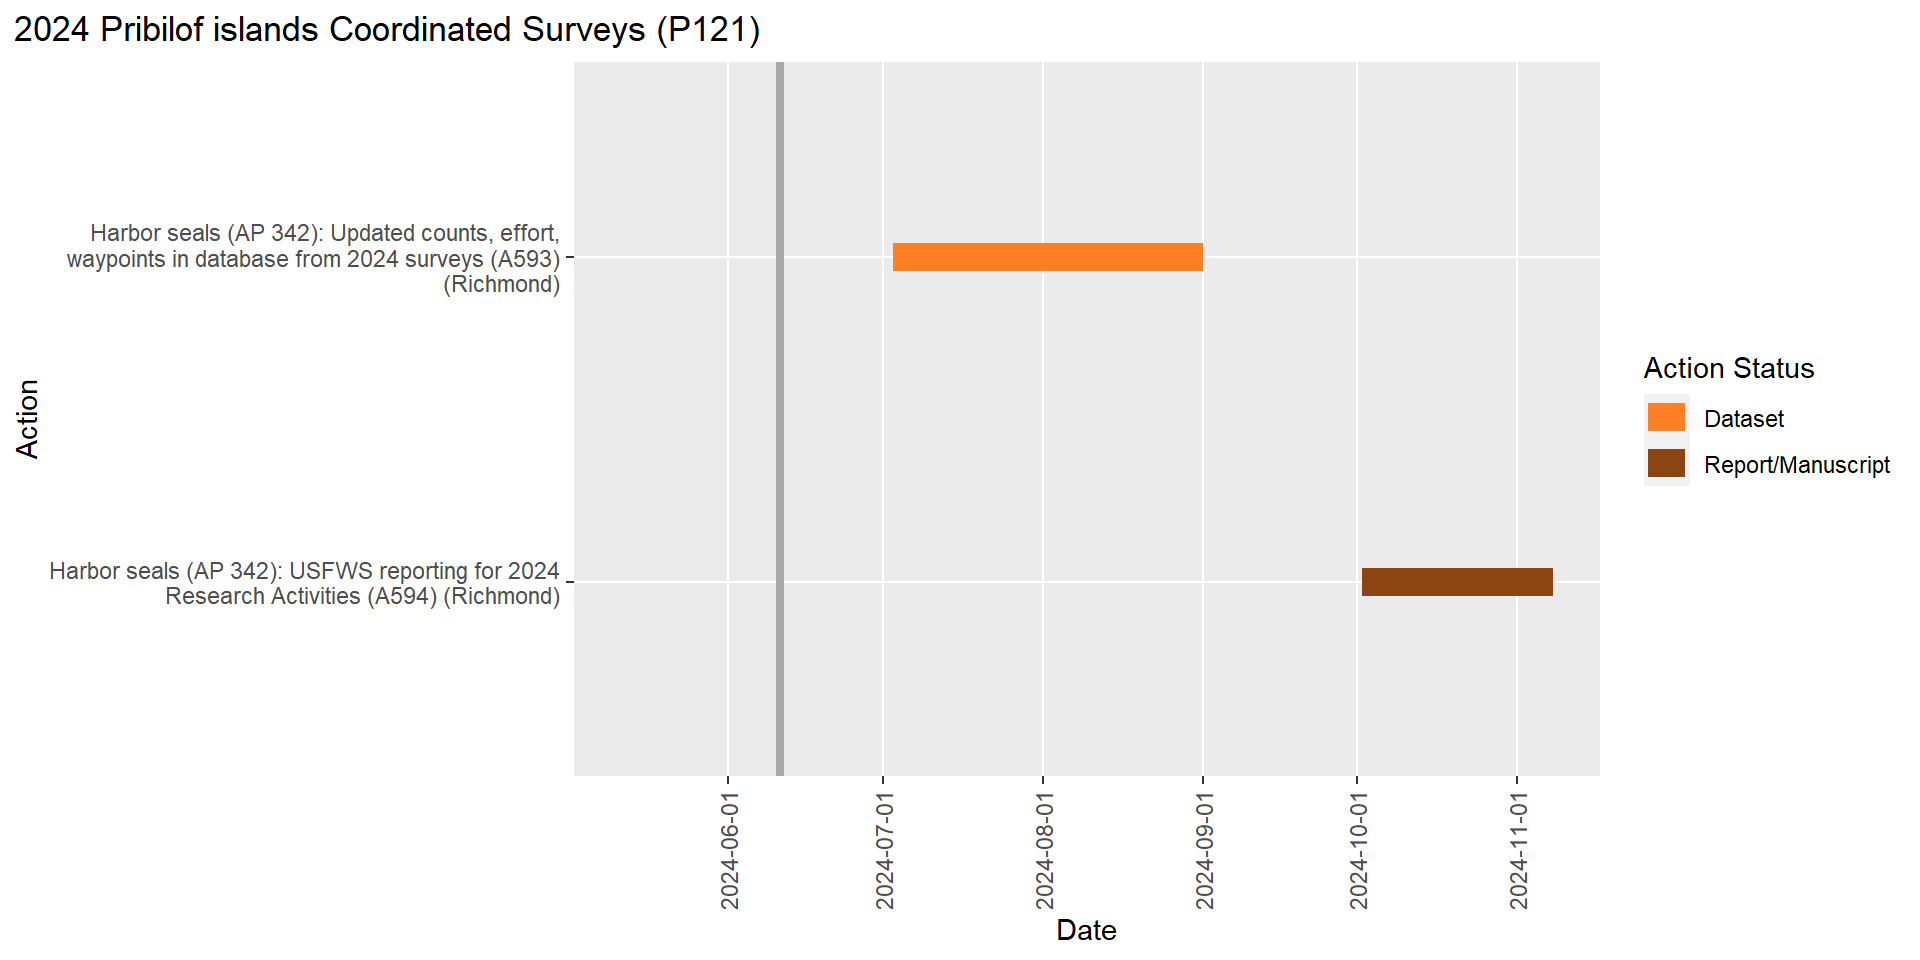 2024 Pribilof islands Coordinated Surveys (P121)
Action
Harbor seals (AP 342): Updated counts, effort,
waypoints in database from 2024 surveys (A593)
(Richmond)
Harbor seals (AP 342): USFWS reporting for 2024
Research Activities (A594) (Richmond)
2024-06-01
2024-07-01
2024-08-01
2024-09-01
2024-10-01
2024-11-01
Date
Action Status
Dataset
Report/Manuscript